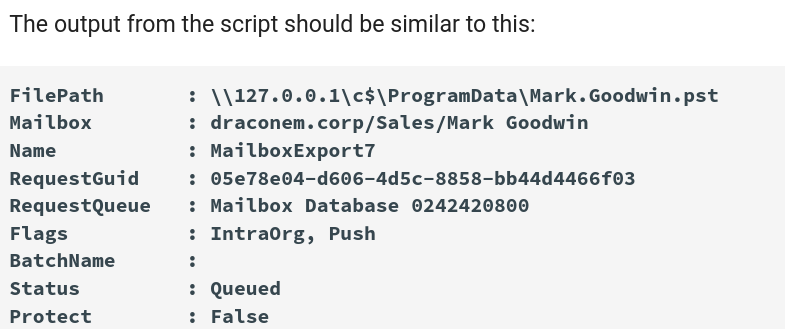 The output from the script should be similar to this:
FilePath : \\127.0.0.1\c$\ProgramData\Mark.Goodwin.pst
Mailbox : draconem.corp/Sales/Mark Goodwin
Name : MailboxExport7
RequestGuid : 05e78e04-d606-4d5c-8858-bb44d4466f03
RequestQueue : Mailbox Database 0242420800
Flags : IntraOrg, Push
BatchName :
Status : Queued
Protect : False